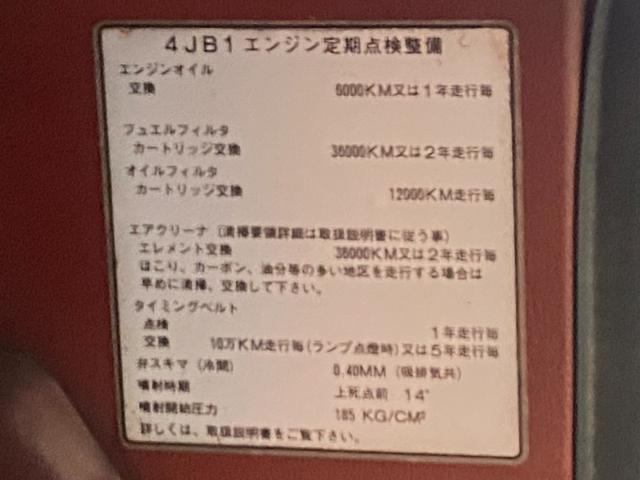 4JB1エンジン定期点検整備
エンジンオイル
交換 6000KM又は1年走行毎
フュエルフィルタ
カートリッジ交換 36000KM又は2年走行毎
オイルフィルタ
カートリッジ交換 12000KM走行毎
エアクリーナ (清掃要領詳細は取扱説明書に従う事)
エレメント交換 36000KM又は2年走行毎
ほこり、カーボン、油分等の多い地区を走行する場合は
早めに清掃、交換して下さい。
タイミングベルト
点検 1年走行毎
交換 10万KM走行毎(ランプ点燈時)又は5年走行毎
弁スキマ (冷間) 0.40MM (吸排気共)
噴射時期 上死点前 14°
噴射開始圧力 185 KG/CM²
詳しくは、取扱説明書をご覧下さい。